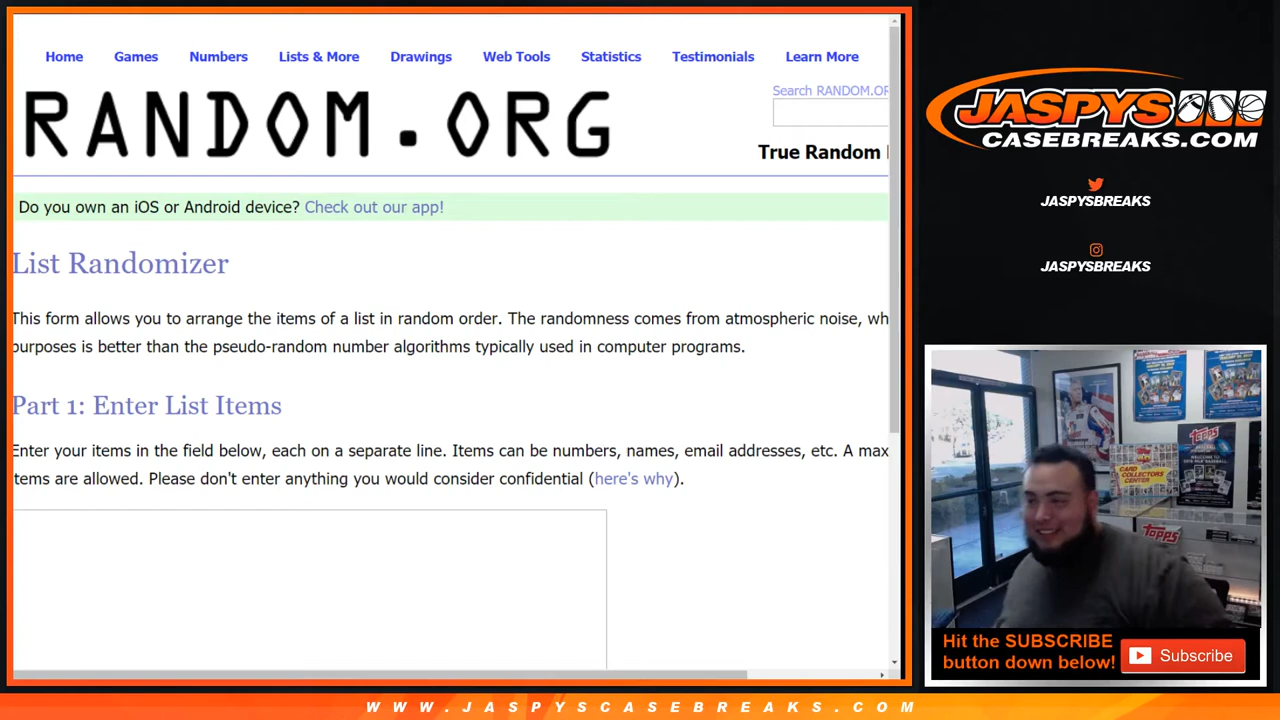 Home Games Numbers Lists & More Drawings Web Tools Statistics Testimonials Learn More
RANDOM.ORG
Search RANDOM.OR
True Random
Do you own an iOS or Android device? Check out our app!
List Randomizer
This form allows you to arrange the items of a list in random order. The randomness comes from atmospheric noise, wh
purposes is better than the pseudo-random number algorithms typically used in computer programs.
Part 1: Enter List Items
Enter your items in the field below, each on a separate line. Items can be numbers, names, email addresses, etc. A max
items are allowed. Please don't enter anything you would consider confidential (here's why).
JASPYS
CASEBREAKS.COM
JASPYSBREAKS
JASPYSBREAKS
Topps
CARD
COLLECTORS
CENTER
topps
Hit the SUBSCRIBE
button down below!
Subscribe
WWW.JASPYSCASEBREAKS.COM